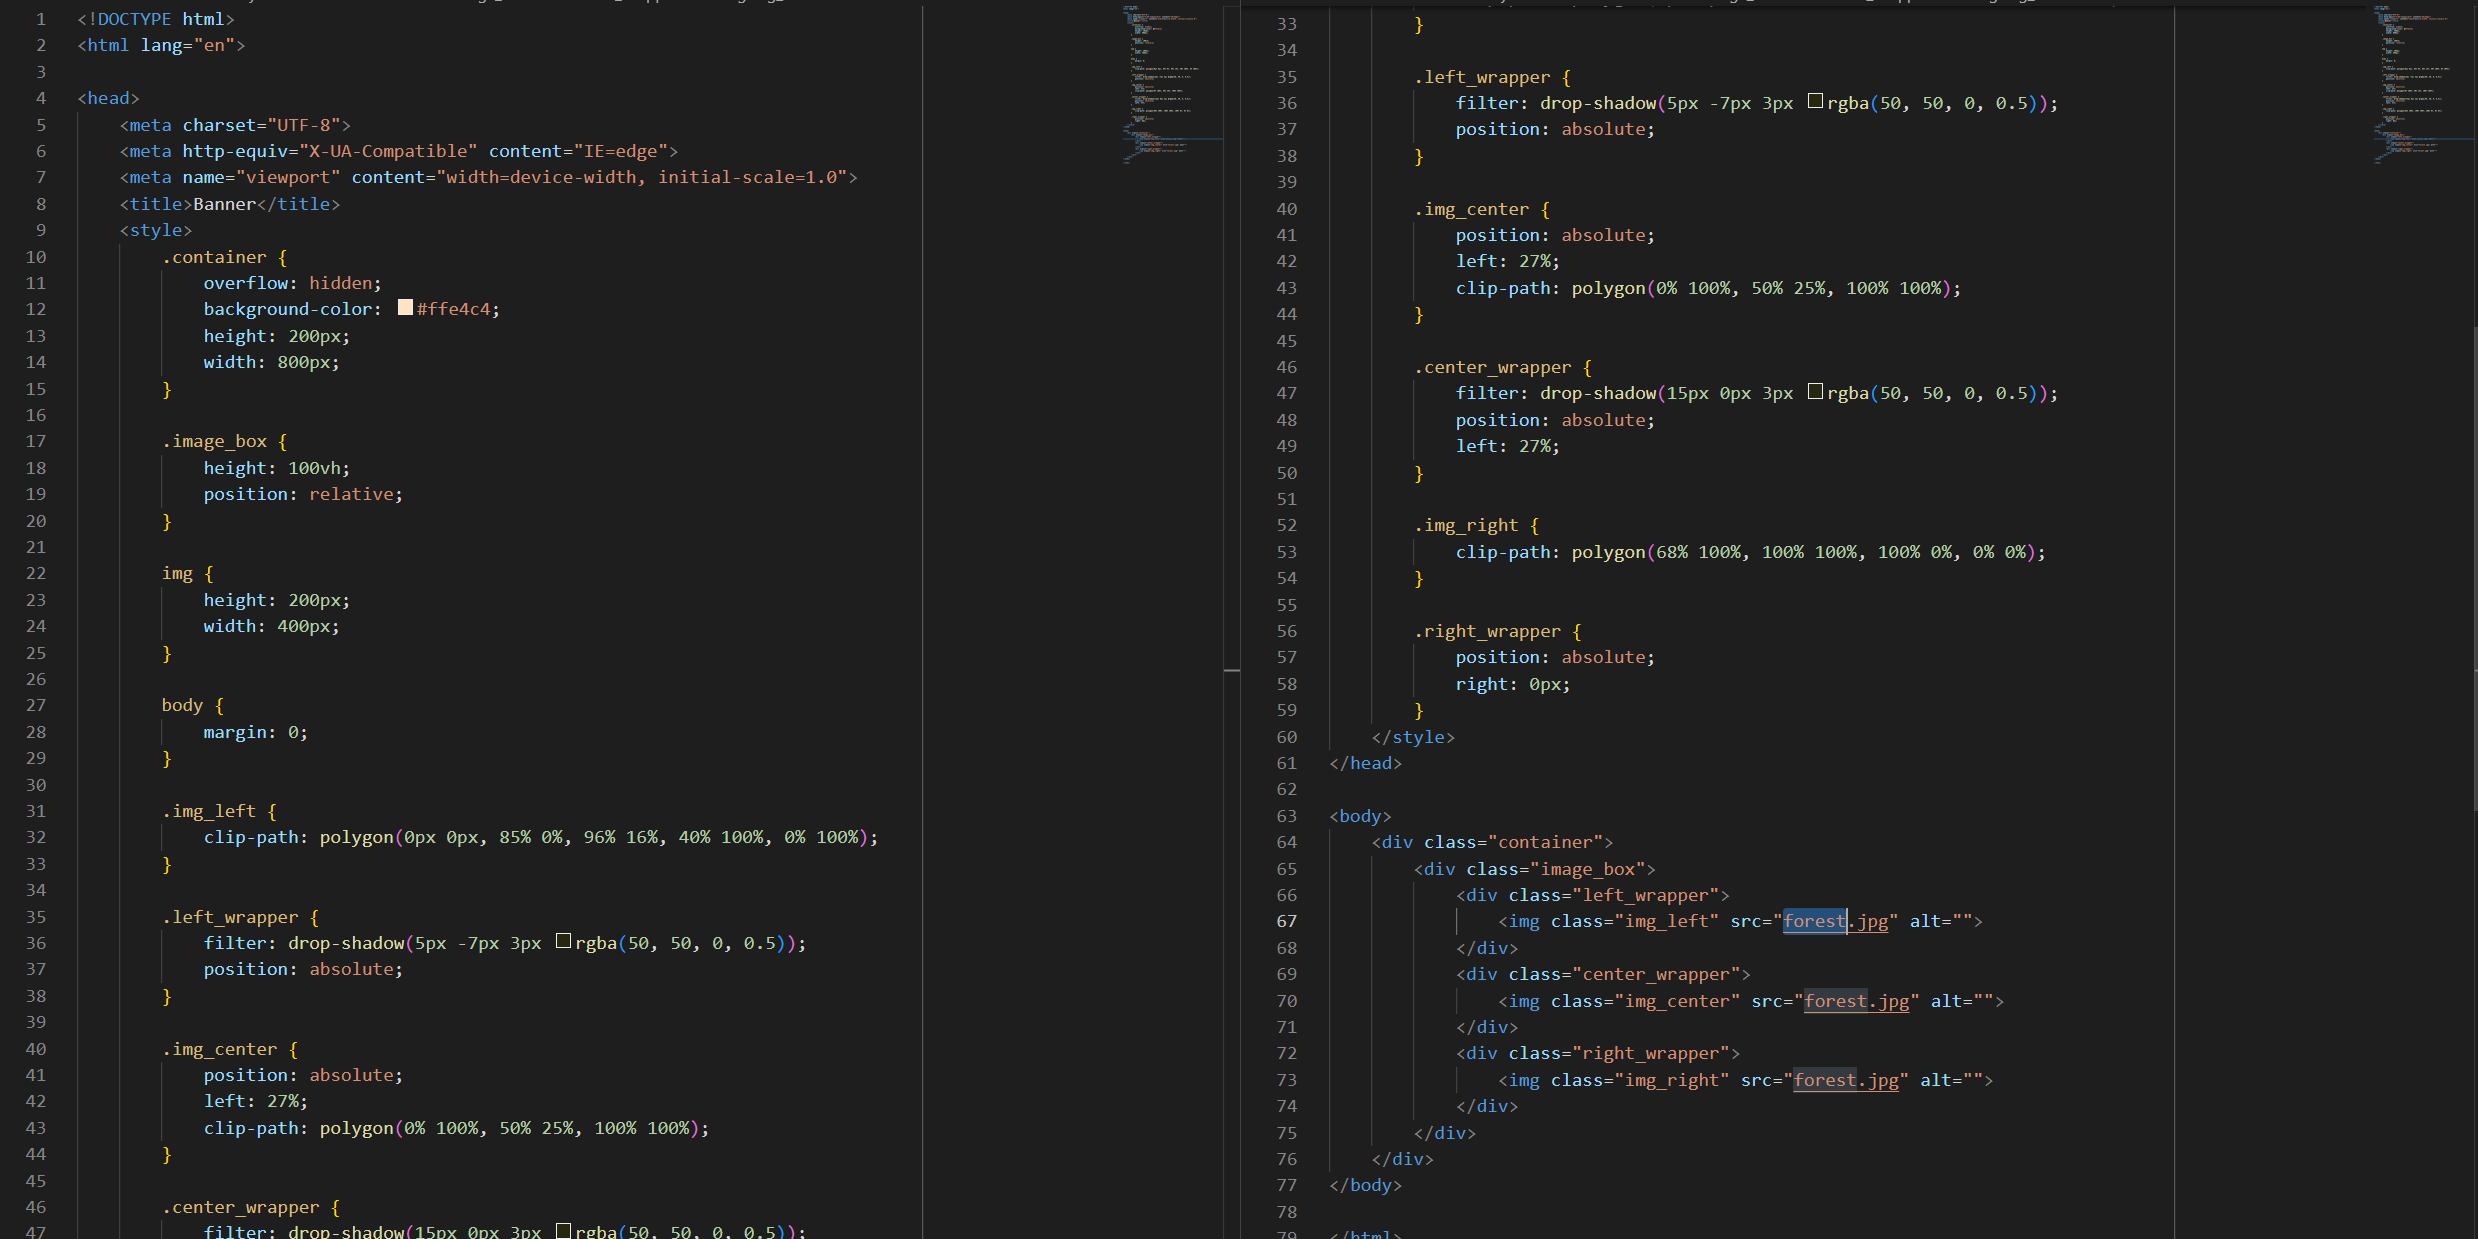 1 <!DOCTYPE html>
2 <html lang="en">
3
4 <head>
5 <meta charset="UTF-8">
6 <meta http-equiv="X-UA-Compatible" content="IE=edge">
7 <meta name="viewport" content="width=device-width, initial-scale=1.0">
8 <title>Banner</title>
9 <style>
10 .container {
11 overflow: hidden;
12 background-color: #ffe4c4;
13 height: 200px;
14 width: 800px;
15 }
16
17 .image_box {
18 height: 100vh;
19 position: relative;
20 }
21
22 img {
23 height: 200px;
24 width: 400px;
25 }
26
27 body {
28 margin: 0;
29 }
30
31 .img_left {
32 clip-path: polygon(0px 0px, 85% 0%, 96% 16%, 40% 100%, 0% 100%);
33 }
34
35 .left_wrapper {
36 filter: drop-shadow(5px -7px 3px rgba(50, 50, 0, 0.5));
37 position: absolute;
38 }
39
40 .img_center {
41 position: absolute;
42 left: 27%;
43 clip-path: polygon(0% 100%, 50% 25%, 100% 100%);
44 }
45
46 .center_wrapper {
47 filter: drop-shadow(15px 0px 3px rgba(50, 50, 0, 0.5));
33 }
34
35 .left_wrapper {
36 filter: drop-shadow(5px -7px 3px rgba(50, 50, 0, 0.5));
37 position: absolute;
38 }
39
40 .img_center {
41 position: absolute;
42 left: 27%;
43 clip-path: polygon(0% 100%, 50% 25%, 100% 100%);
44 }
45
46 .center_wrapper {
47 filter: drop-shadow(15px 0px 3px rgba(50, 50, 0, 0.5));
48 position: absolute;
49 left: 27%;
50 }
51
52 .img_right {
53 clip-path: polygon(68% 100%, 100% 100%, 100% 0%, 0% 0%);
54 }
55
56 .right_wrapper {
57 position: absolute;
58 right: 0px;
59 }
60 </style>
61 </head>
62
63 <body>
64 <div class="container">
65 <div class="image_box">
66 <div class="left_wrapper">
67 <img class="img_left" src="forest.jpg" alt="">
68 </div>
69 <div class="center_wrapper">
70 <img class="img_center" src="forest.jpg" alt="">
71 </div>
72 <div class="right_wrapper">
73 <img class="img_right" src="forest.jpg" alt="">
74 </div>
75 </div>
76 </div>
77 </body>
78
79 </html>